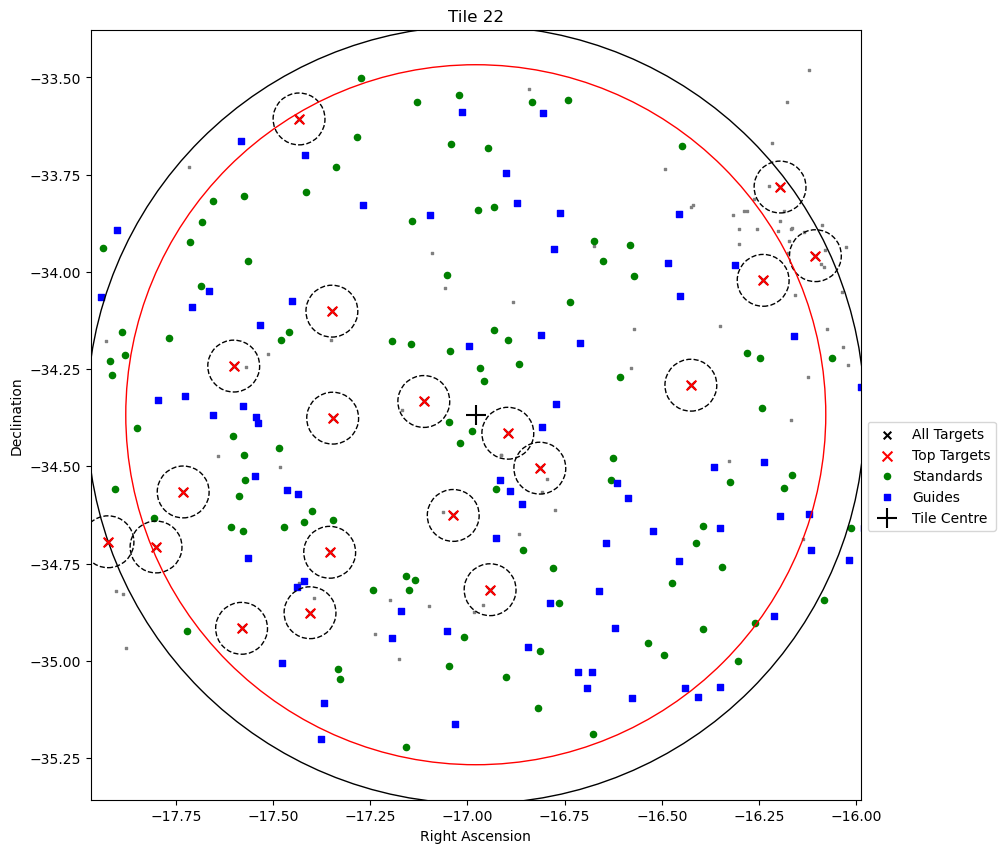 Tile 22
−33.50
−33.75
−34.00
−34.25
−34.50
−34.75
−35.00
−35.25
Declination
−17.75
−17.50
−17.25
−17.00
−16.75
−16.50
−16.25
−16.00
Right Ascension
All Targets
Top Targets
Standards
Guides
Tile Centre